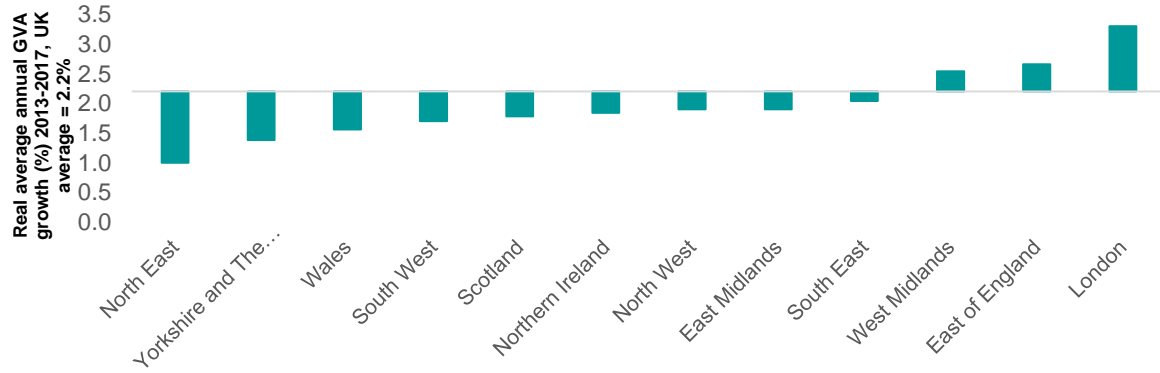 Real average annual GVA
growth (%) 2013-2017, UK
average = 2.2%
3.5
3.0
2.5
2.0
1.5
1.0
0.5
0.0
North East
Yorkshire and The…
Wales
South West
Scotland
Northern Ireland
North West
East Midlands
South East
West Midlands
East of England
London